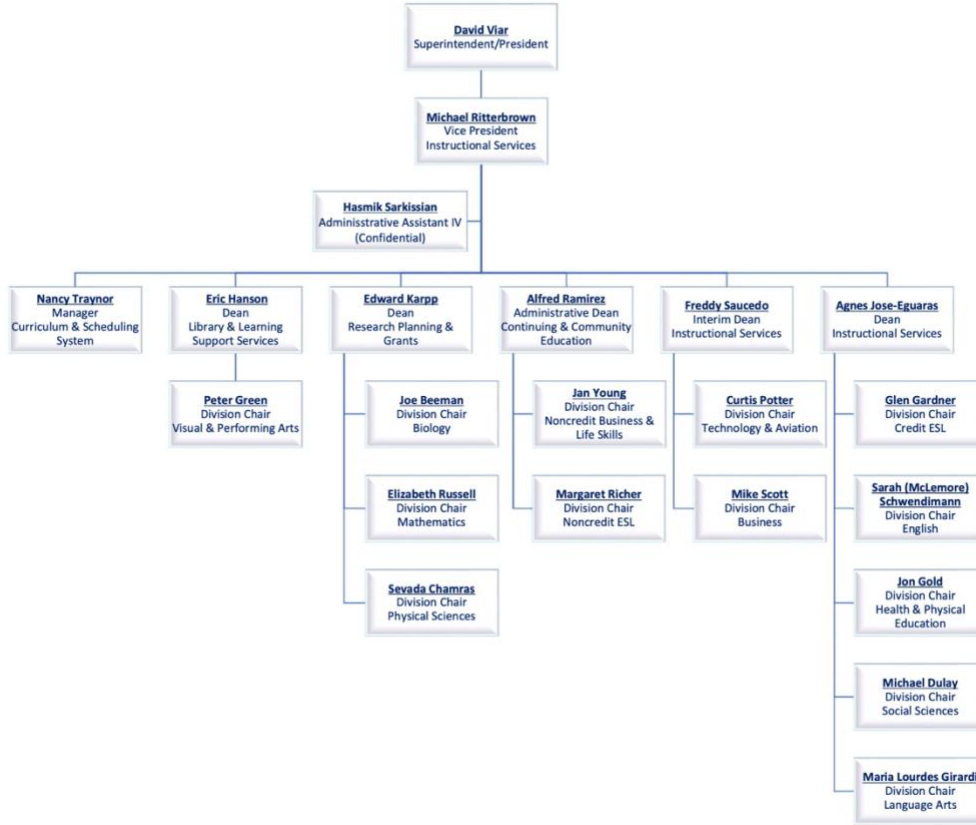 David Viar
Superintendent/President
Michael Ritterbrown
Vice President
Instructional Services
Hasmik Sarkissian
Adminisstrative Assistant IV
(Confidential)
Nancy Traynor
Manager
Curriculum & Scheduling
System
Eric Hanson
Dean
Library & Learning
Support Services
Edward Karpp
Dean
Research Planning &
Grants
Alfred Ramirez
Administrative Dean
Continuing & Community
Education
Freddy Saucedo
Interim Dean
Instructional Services
Agnes Jose-Eguaras
Dean
Instructional Services
Peter Green
Division Chair
Visual & Performing Arts
Joe Beeman
Division Chair
Biology
Jan Young
Division Chair
Noncredit Business &
Life Skills
Curtis Potter
Division Chair
Technology & Aviation
Glen Gardner
Division Chair
Credit ESL
Elizabeth Russell
Division Chair
Mathematics
Margaret Richer
Division Chair
Noncredit ESL
Mike Scott
Division Chair
Business
Sarah (McLemore)
Schwendimann
Division Chair
English
Sevada Chamras
Division Chair
Physical Sciences
Jon Gold
Division Chair
Health & Physical
Education
Michael Dulay
Division Chair
Social Sciences
Maria Lourdes Girardi
Division Chair
Language Arts